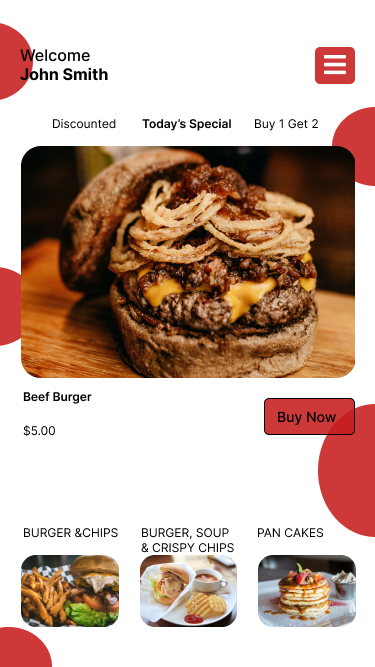 Welcome
John Smith
Discounted
Today's Special
Buy 1 Get 2
Beef Burger
$5.00
Buy Now
BURGER &CHIPS
BURGER, SOUP
& CRISPY CHIPS
PAN CAKES